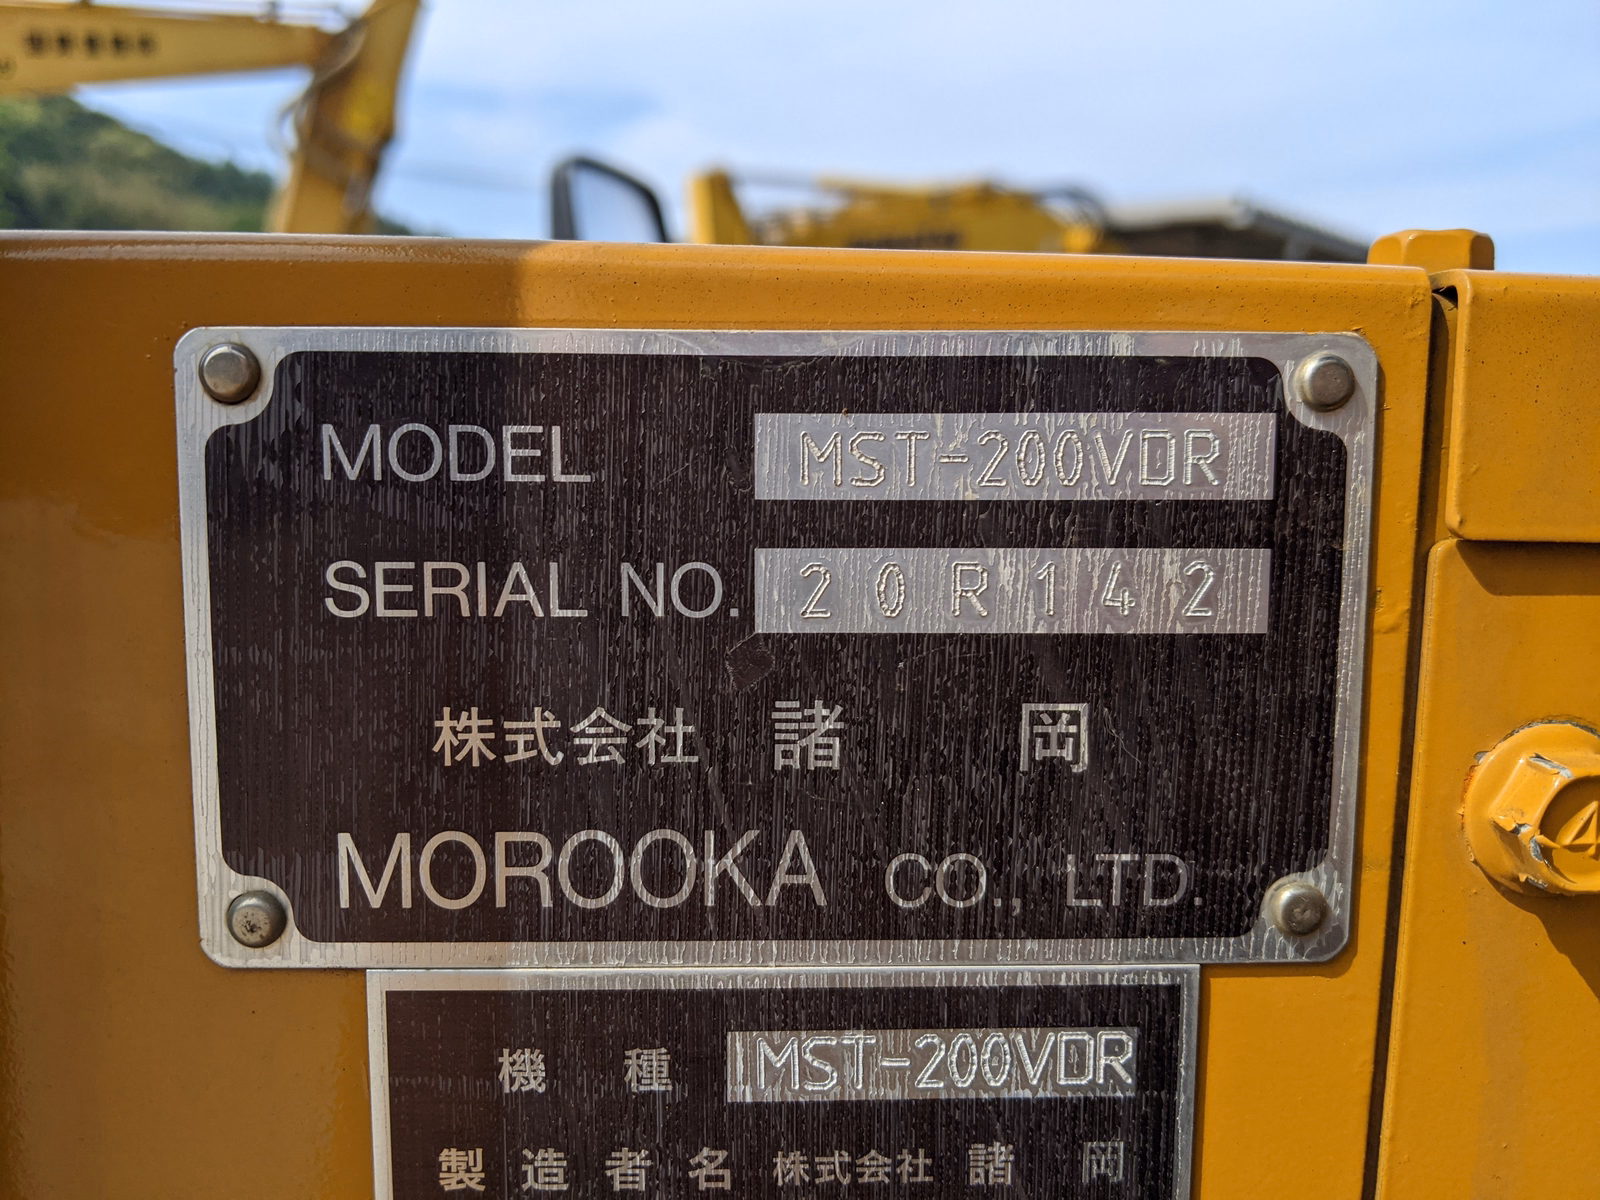 MODEL MST-200VDR
SERIAL NO. 20R142
株式会社 諸岡
MOROOKA CO., LTD.
機種 MST-200VDR
製造者名 株式会社 諸岡